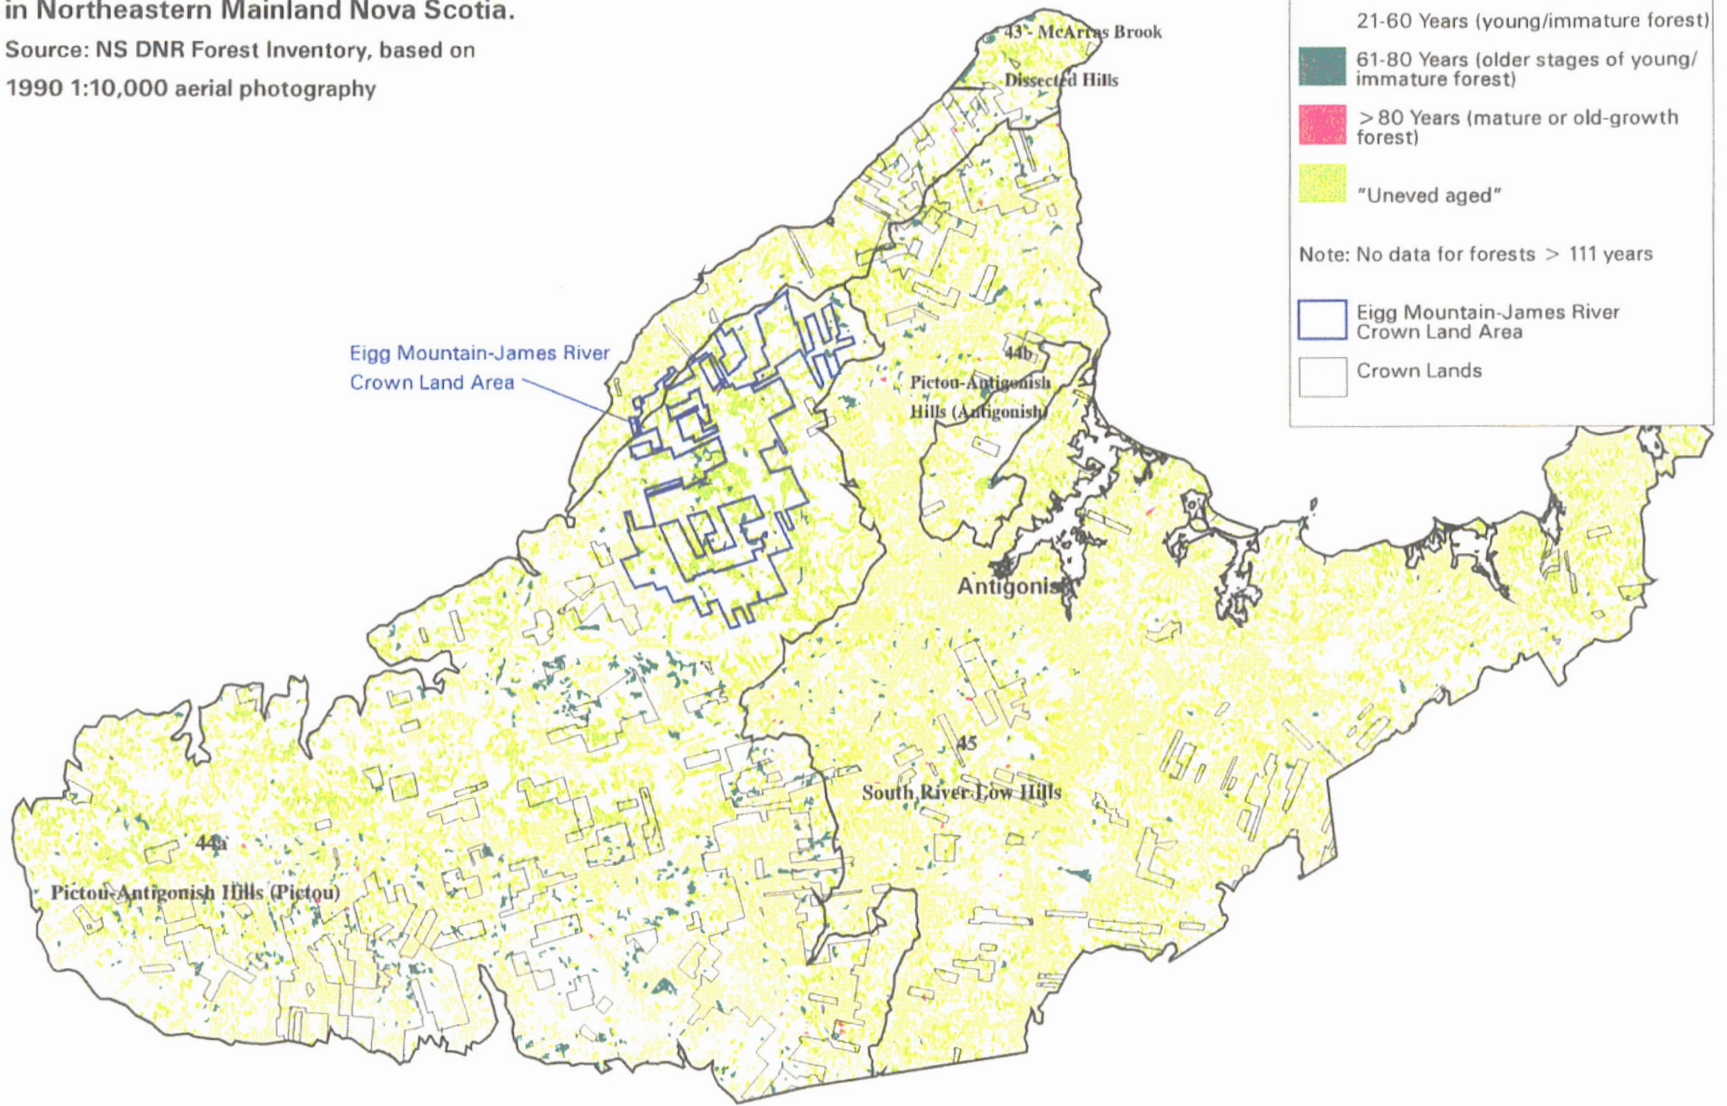 in Northeastern Mainland Nova Scotia.
Source: NS DNR Forest Inventory, based on
1990 1:10,000 aerial photography
21-60 Years (young/immature forest)
61-80 Years (older stages of young/
immature forest)
> 80 Years (mature or old-growth
forest)
"Uneved aged"
Note: No data for forests > 111 years
Eigg Mountain-James River
Crown Land Area
Crown Lands
43 - McArras Brook
Dissected Hills
Eigg Mountain-James River
Crown Land Area
44b
Pictou-Antigonish
Hills (Antigonish)
Antigonis
45
South River Low Hills
44a
Pictou-Antigonish Hills (Pictou)